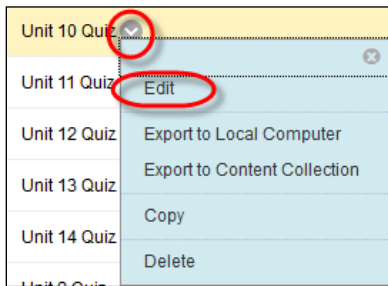 Unit 10 Quiz
Unit 11 Quiz
Edit
Unit 12 Quiz
Export to Local Computer
Export to Content Collection
Unit 13 Quiz
Copy
Unit 14 Quiz
Delete